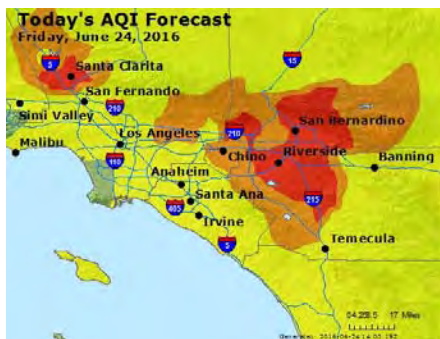 Today's AQI Forecast
Friday, June 24, 2016
5
15
Santa Clarita
San Fernando
210
Simi Valley
Los Angeles
210
San Bernardino
Malibu
Chino
Riverside
Banning
110
Anaheim
Santa Ana
405
215
Irvine
5
Temecula
17 Miles